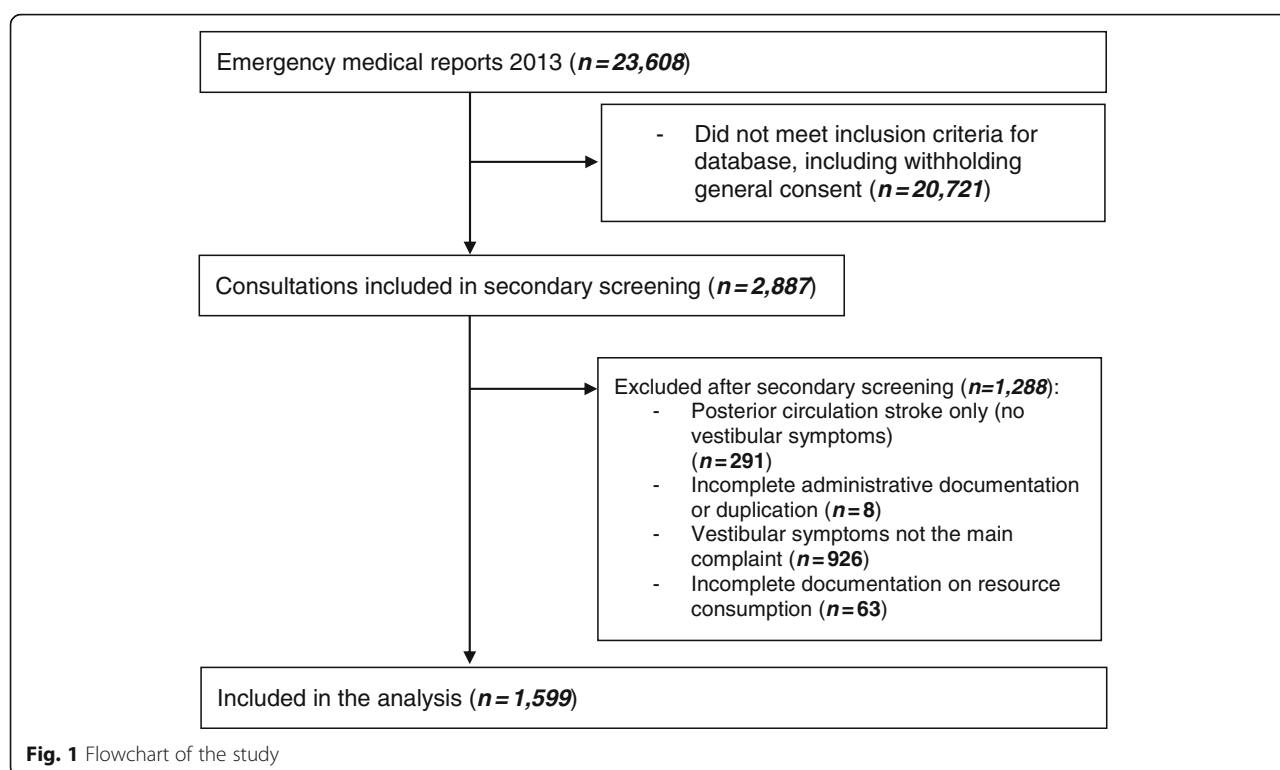 Emergency medical reports 2013 (n = 23,608)
- Did not meet inclusion criteria for
database, including withholding
general consent (n = 20,721)
Consultations included in secondary screening (n = 2,887)
Excluded after secondary screening (n=1,288):
- Posterior circulation stroke only (no
vestibular symptoms)
(n = 291)
- Incomplete administrative documentation
or duplication (n = 8)
- Vestibular symptoms not the main
complaint (n = 926)
- Incomplete documentation on resource
consumption (n = 63)
Included in the analysis (n = 1,599)
Fig. 1 Flowchart of the study